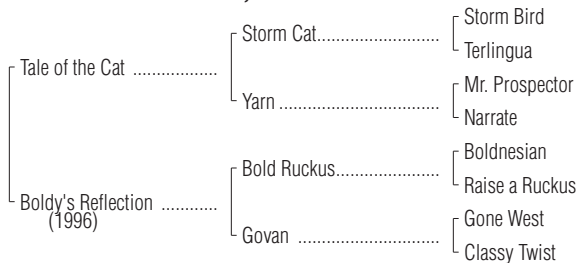 Storm Bird
Storm Cat....................
Terlingua
Tale of the Cat ..................
Mr. Prospector
Yarn ..........................
Narrate
Boldnesian
Bold Ruckus.................
Raise a Ruckus
Boldy's Reflection ............
(1996)
Gone West
Govan .......................
Classy Twist